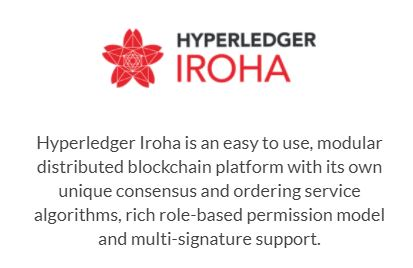 HYPERLEDGER
IROHA
Hyperledger Iroha is an easy to use, modular
distributed blockchain platform with its own
unique consensus and ordering service
algorithms, rich role-based permission model
and multi-signature support.